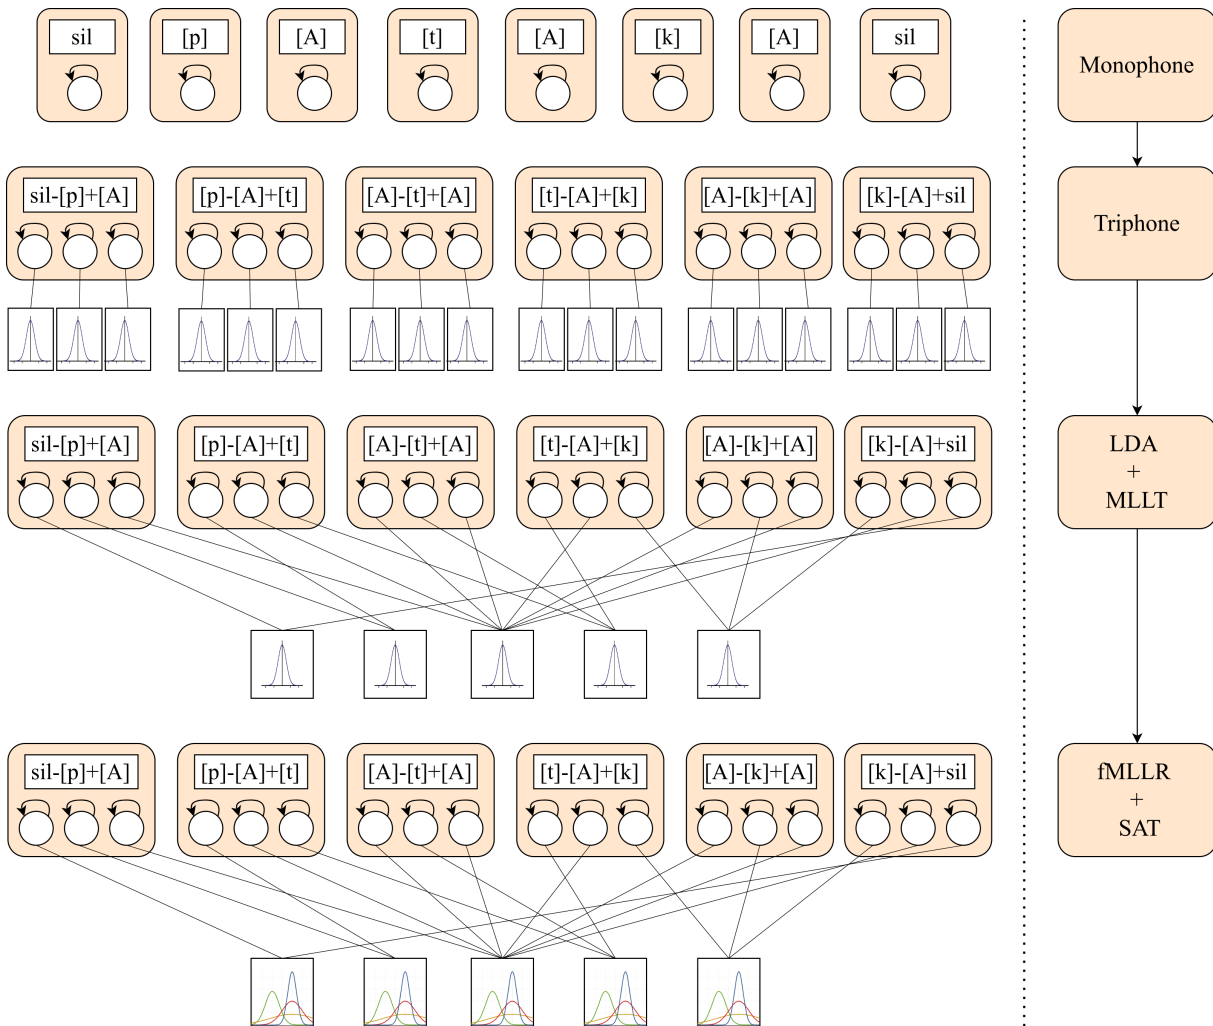 sil [p] [A] [t] [A] [k] [A] sil Monophone
sil-[p]+[A] [p]-[A]+[t] [A]-[t]+[A] [t]-[A]+[k] [A]-[k]+[A] [k]-[A]+sil Triphone
sil-[p]+[A] [p]-[A]+[t] [A]-[t]+[A] [t]-[A]+[k] [A]-[k]+[A] [k]-[A]+sil
LDA
+
MLLT
sil-[p]+[A] [p]-[A]+[t] [A]-[t]+[A] [t]-[A]+[k] [A]-[k]+[A] [k]-[A]+sil
fMLLR
+
SAT